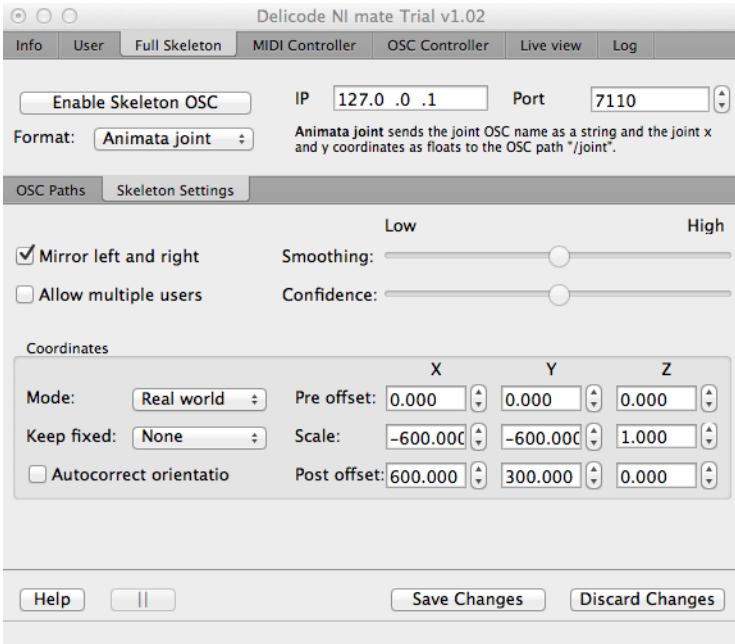 Delicode NI mate Trial v1.02
Info User Full Skeleton MIDI Controller OSC Controller Live view Log
Enable Skeleton OSC IP 127.0 .0 .1 Port 7110
Format: Animata joint Animata joint sends the joint OSC name as a string and the joint x
and y coordinates as floats to the OSC path "/joint".
OSC Paths Skeleton Settings
Low High
Mirror left and right Smoothing:
Allow multiple users Confidence:
Coordinates
X Y Z
Mode: Real world Pre offset: 0.000 0.000 0.000
Keep fixed: None Scale: -600.000 -600.000 1.000
Autocorrect orientatio Post offset: 600.000 300.000 0.000
Help || Save Changes Discard Changes